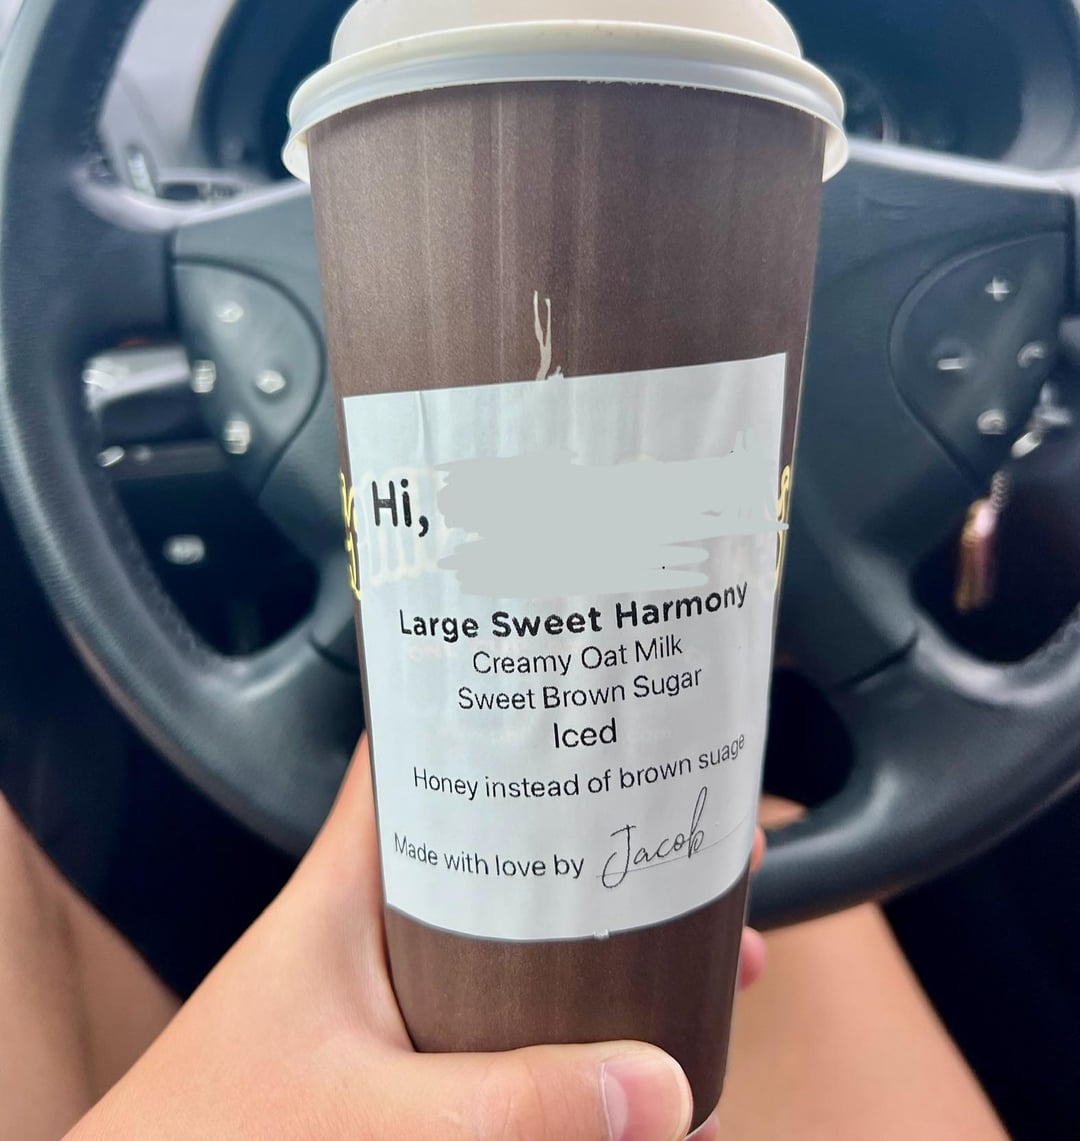 Hi,
Large Sweet Harmony
Creamy Oat Milk
Sweet Brown Sugar
Iced
Honey instead of brown suage
Made with love by Jacob